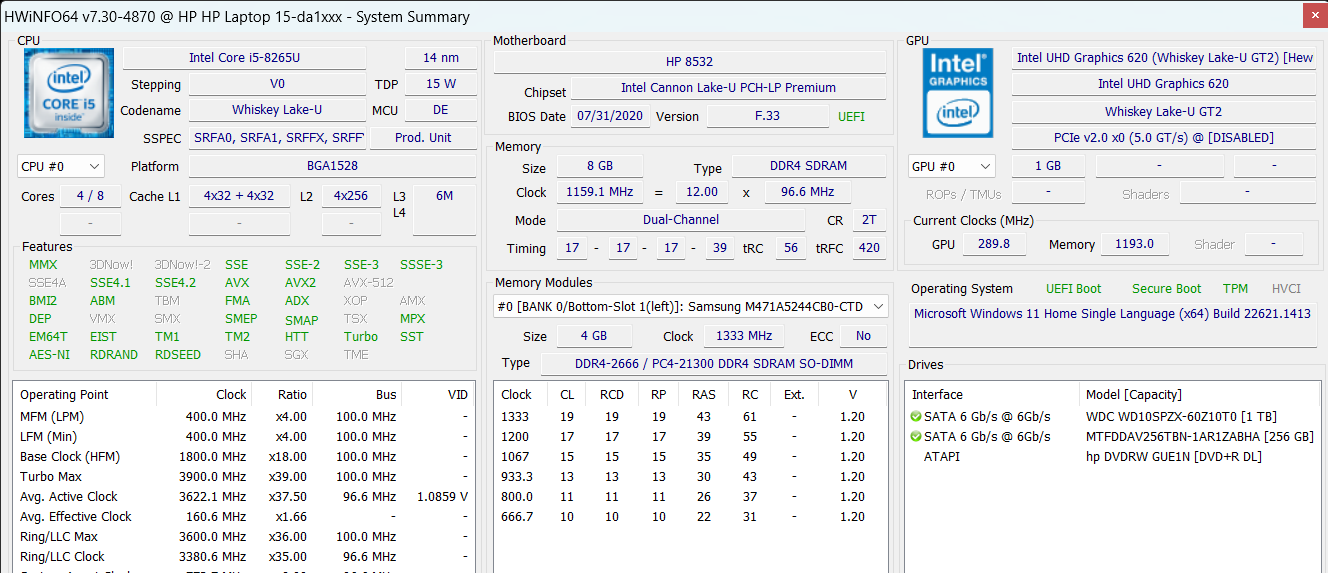 HWiNFO64 v7.30-4870 @ HP HP Laptop 15-da1xxx - System Summary
CPU
intel CORE i5 inside
Intel Core i5-8265U 14 nm
Stepping V0 TDP 15 W
Codename Whiskey Lake-U MCU DE
SSPEC SRFA0, SRFA1, SRFFX, SRFF Prod. Unit
CPU #0 Platform BGA1528
Cores 4 / 8 Cache L1 4x32 + 4x32 L2 4x256 L3 6M
- - - L4
Features
MMX 3DNow! 3DNow!-2 SSE SSE-2 SSE-3 SSSE-3
SSE4A SSE4.1 SSE4.2 AVX AVX2 AVX-512
BMI2 ABM TBM FMA ADX XOP AMX
DEP VMX SMX SMEP SMAP TSX MPX
EM64T EIST TM1 TM2 HTT Turbo SST
AES-NI RDRAND RDSEED SHA SGX TME
Operating Point Clock Ratio Bus VID
MFM (LPM) 400.0 MHz x4.00 100.0 MHz -
LFM (Min) 400.0 MHz x4.00 100.0 MHz -
Base Clock (HFM) 1800.0 MHz x18.00 100.0 MHz -
Turbo Max 3900.0 MHz x39.00 100.0 MHz -
Avg. Active Clock 3622.1 MHz x37.50 96.6 MHz 1.0859 V
Avg. Effective Clock 160.6 MHz x1.66 - -
Ring/LLC Max 3600.0 MHz x36.00 100.0 MHz -
Ring/LLC Clock 3380.6 MHz x35.00 96.6 MHz -
Motherboard
HP 8532
Chipset Intel Cannon Lake-U PCH-LP Premium
BIOS Date 07/31/2020 Version F.33 UEFI
Memory
Size 8 GB Type DDR4 SDRAM
Clock 1159.1 MHz = 12.00 x 96.6 MHz
Mode Dual-Channel CR 2T
Timing 17 - 17 - 17 - 39 tRC 56 tRFC 420
Memory Modules
#0 [BANK 0/Bottom-Slot 1(left)]: Samsung M471A5244CB0-CTD
Size 4 GB Clock 1333 MHz ECC No
Type DDR4-2666 / PC4-21300 DDR4 SDRAM SO-DIMM
Clock CL RCD RP RAS RC Ext. V
1333 19 19 19 43 61 - 1.20
1200 17 17 17 39 55 - 1.20
1067 15 15 15 35 49 - 1.20
933.3 13 13 13 30 43 - 1.20
800.0 11 11 11 26 37 - 1.20
666.7 10 10 10 22 31 - 1.20
GPU
Intel GRAPHICS intel inside
Intel UHD Graphics 620 (Whiskey Lake-U GT2) [Hew
Intel UHD Graphics 620
Whiskey Lake-U GT2
PCIe v2.0 x0 (5.0 GT/s) @ [DISABLED]
GPU #0 1 GB - -
ROPs / TMUs - Shaders -
Current Clocks (MHz)
GPU 289.8 Memory 1193.0 Shader -
Operating System UEFI Boot Secure Boot TPM HVCI
Microsoft Windows 11 Home Single Language (x64) Build 22621.1413
Drives
Interface Model [Capacity]
SATA 6 Gb/s @ 6Gb/s WDC WD10SPZX-60Z10T0 [1 TB]
SATA 6 Gb/s @ 6Gb/s MTFDDAV256TBN-1AR1ZABHA [256 GB]
ATAPI hp DVDRW GUE1N [DVD+R DL]